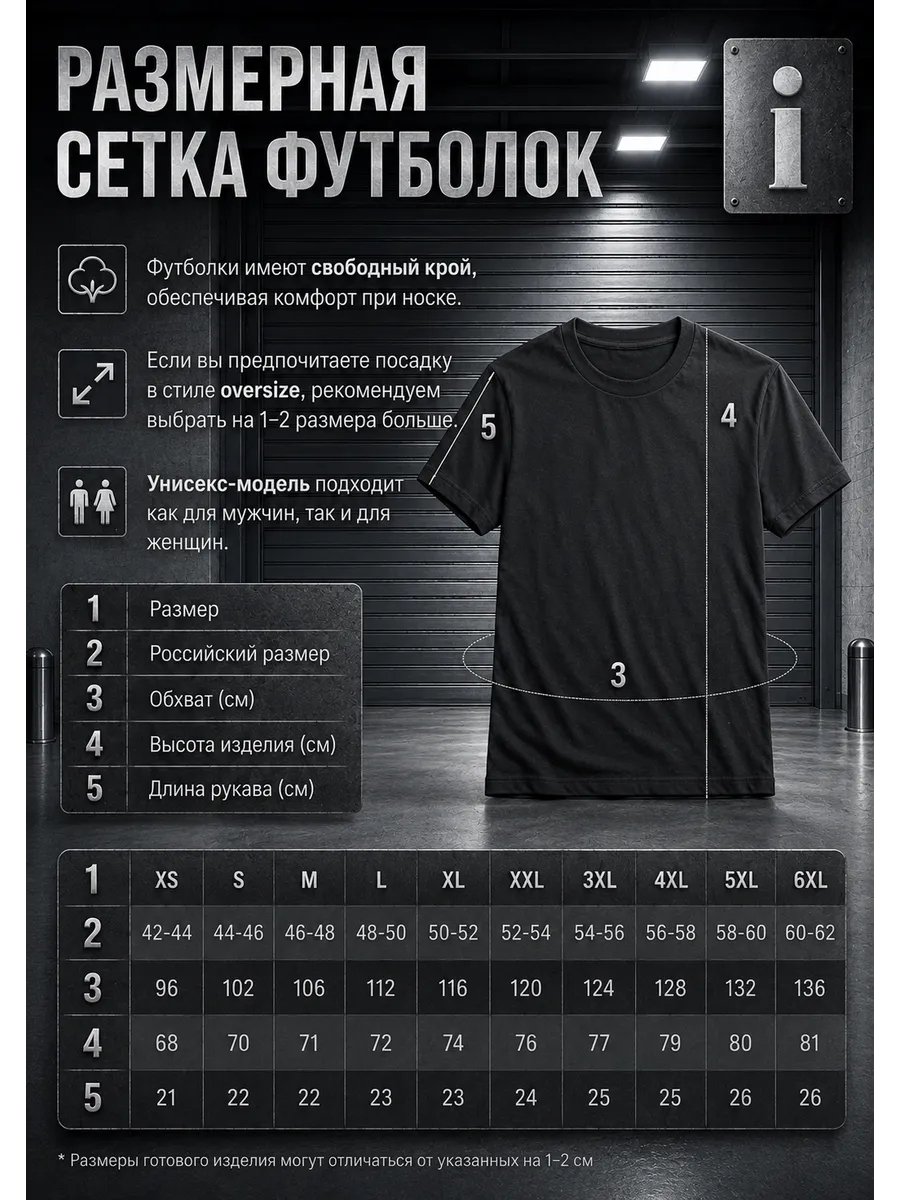 РАЗМЕРНАЯ
СЕТКА ФУТБОЛОК
i
Футболки имеют свободный крой,
обеспечивая комфорт при носке.
Если вы предпочитаете посадку
в стиле oversize, рекомендуем
выбрать на 1–2 размера больше.
Унисекс-модель подходит
как для мужчин, так и для
женщин.
5
4
3
1 Размер
2 Российский размер
3 Обхват (см)
4 Высота изделия (см)
5 Длина рукава (см)
1 XS S M L XL XXL 3XL 4XL 5XL 6XL
2 42-44 44-46 46-48 48-50 50-52 52-54 54-56 56-58 58-60 60-62
3 96 102 106 112 116 120 124 128 132 136
4 68 70 71 72 74 76 77 79 80 81
5 21 22 22 23 23 24 25 25 26 26
* Размеры готового изделия могут отличаться от указанных на 1–2 см